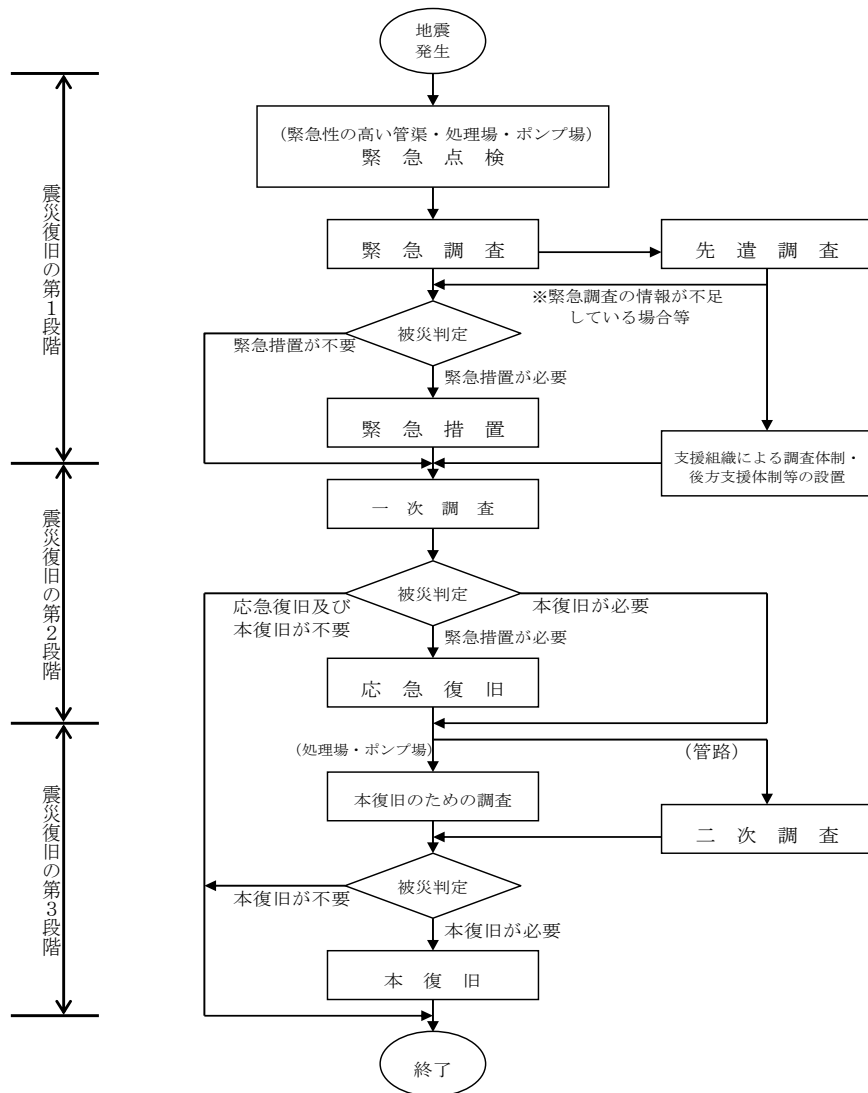 地震
発生
(緊急性の高い管渠・処理場・ポンプ場)
緊急点検
緊急調査
先遣調査
※緊急調査の情報が不足
している場合等
被災判定
緊急措置が不要
緊急措置が必要
緊急措置
支援組織による調査体制・
後方支援体制等の設置
震災復旧の第1段階
一次調査
被災判定
応急復旧及び
本復旧が不要
本復旧が必要
緊急措置が必要
応急復旧
震災復旧の第2段階
(処理場・ポンプ場)
(管路)
本復旧のための調査
二次調査
被災判定
本復旧が不要
本復旧が必要
本復旧
震災復旧の第3段階
終了